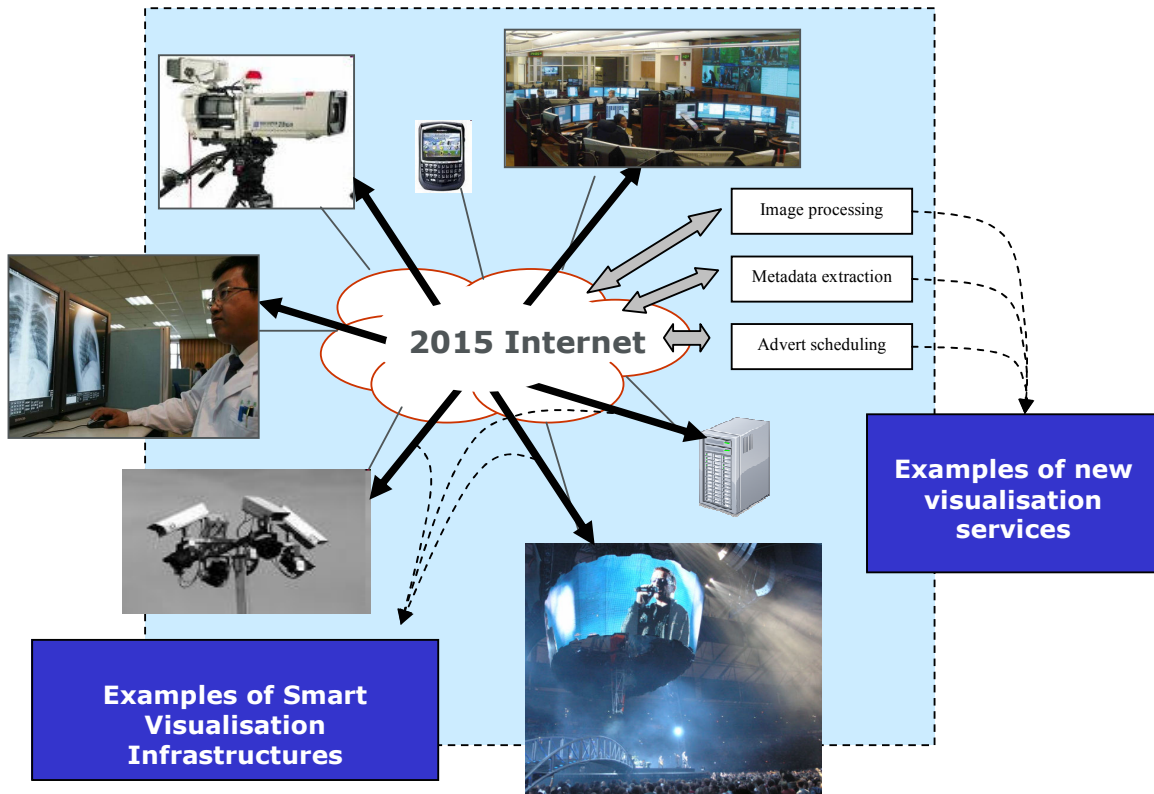 Image processing
Metadata extraction
2015 Internet
Advert scheduling
Examples of new
visualisation
services
Examples of Smart
Visualisation
Infrastructures